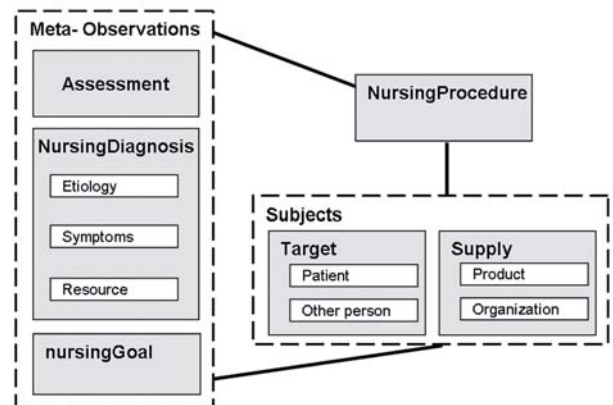 Meta- Observations
Assessment
NursingDiagnosis
Etiology
Symptoms
Resource
nursingGoal
NursingProcedure
Subjects
Target
Patient
Other person
Supply
Product
Organization